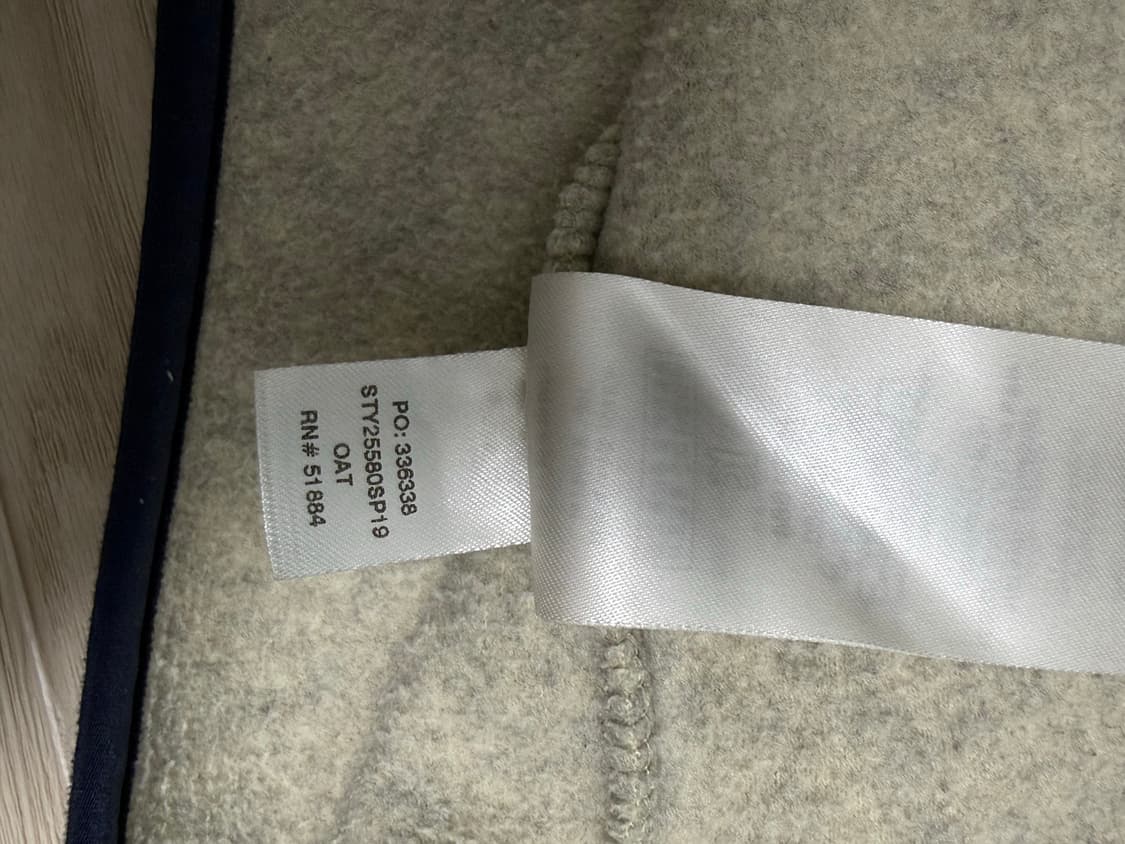 PO: 336338
STY25580SP19
OAT
RN# 51884